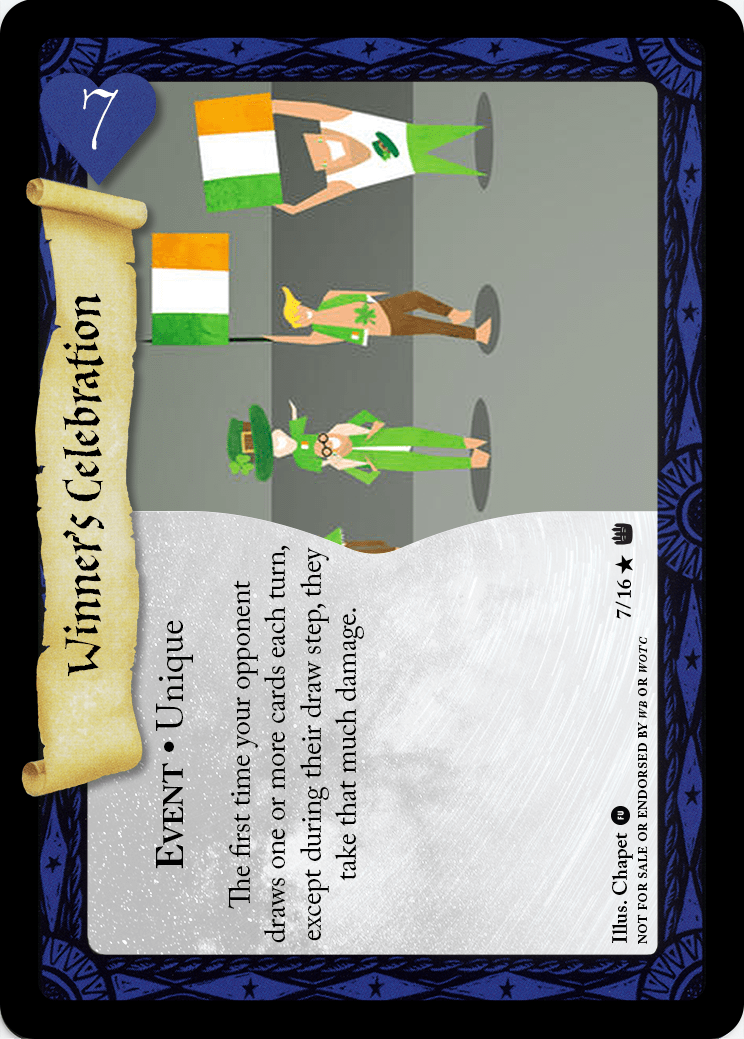 7
Winner's Celebration
EVENT • Unique
The first time your opponent
draws one or more cards each turn,
except during their draw step, they
take that much damage.
Illus. Chapet FU
7/16 ★
NOT FOR SALE OR ENDORSED BY WB OR WOTC